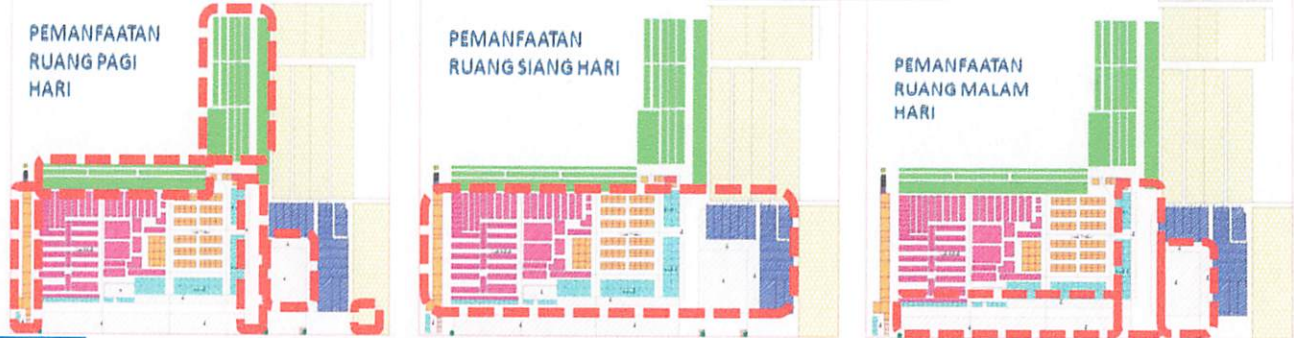 PEMANFAATAN
RUANG PAGI
HARI
PEMANFAATAN
RUANG SIANG HARI
PEMANFAATAN
RUANG MALAM
HARI